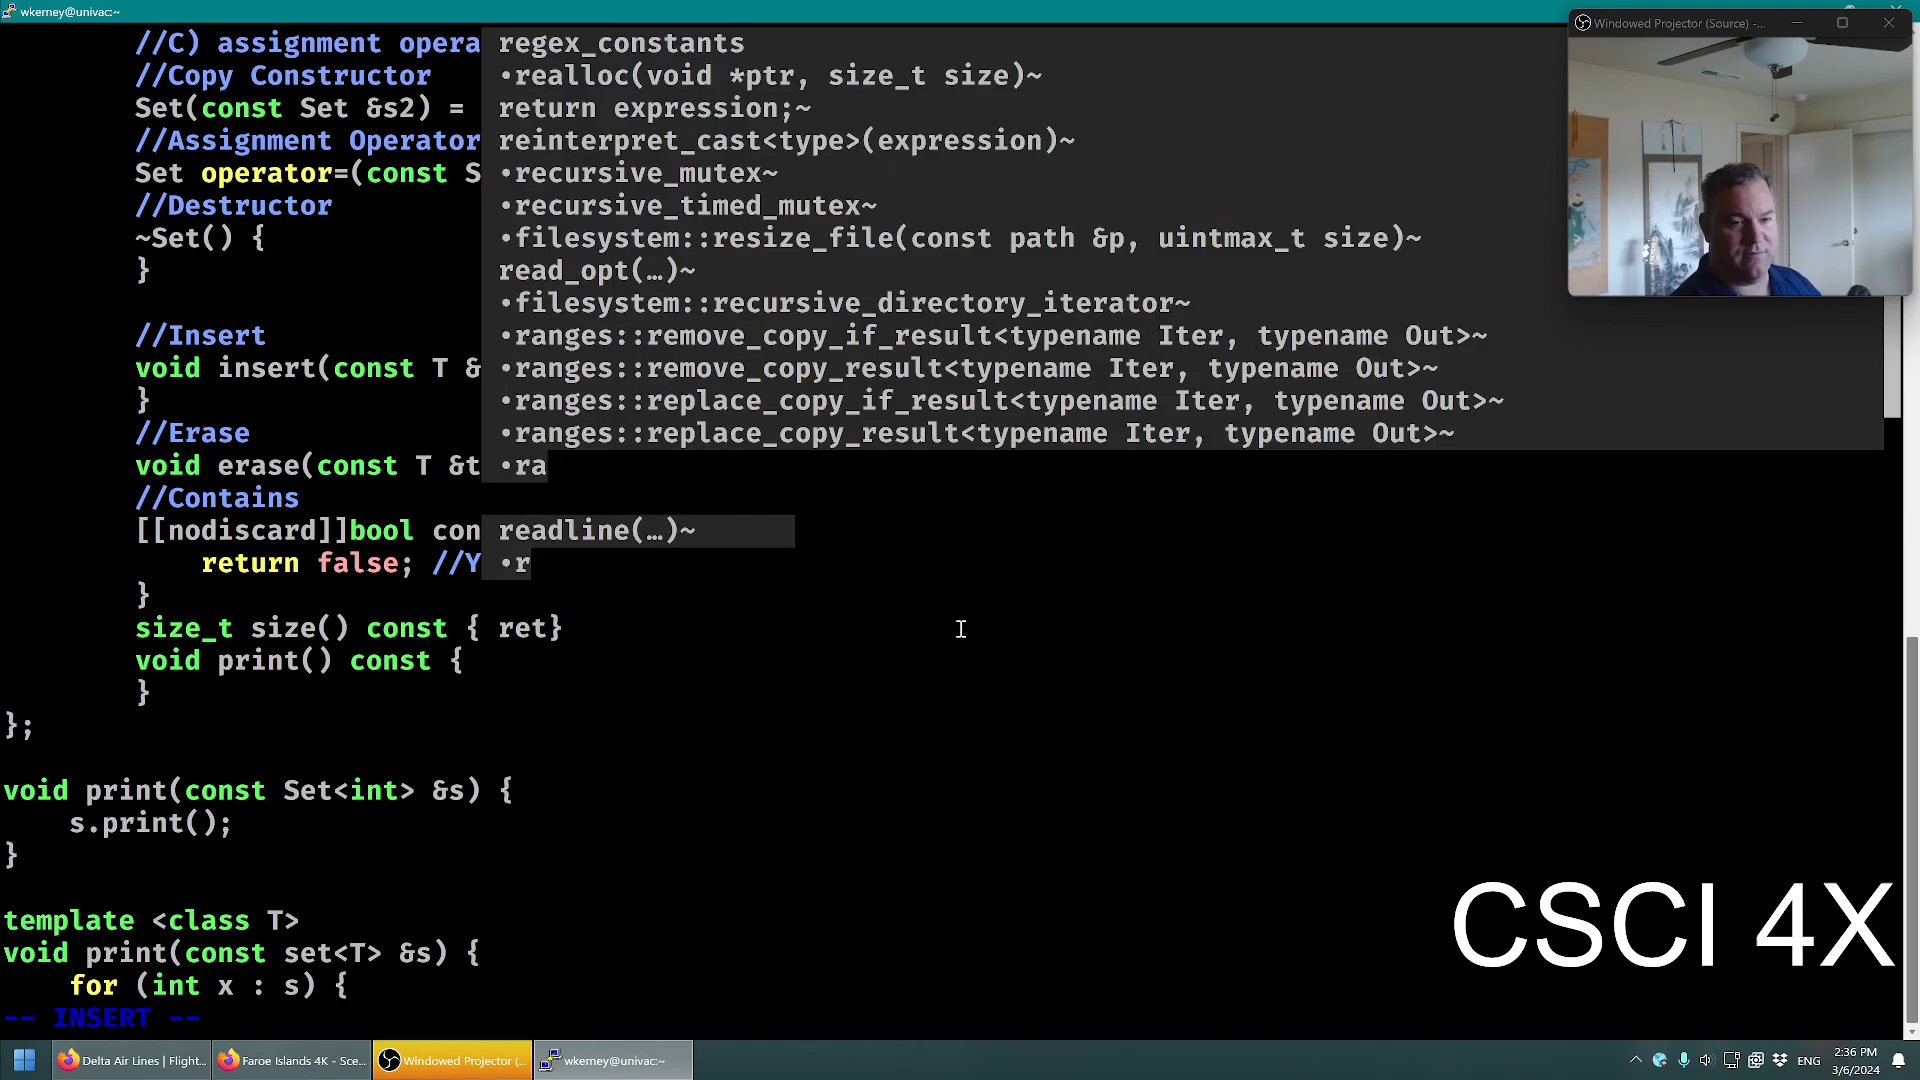 wkerney@univac:~
Windowed Projector (Source) -...
//C) assignment opera
//Copy Constructor
Set(const Set &s2) =
//Assignment Operator
Set operator=(const S
//Destructor
~Set() {
}
//Insert
void insert(const T &
}
//Erase
void erase(const T &t
//Contains
[[nodiscard]]bool con
return false; //Y
}
size_t size() const { ret}
void print() const {
}
};
void print(const Set<int> &s) {
s.print();
}
template <class T>
void print(const set<T> &s) {
for (int x : s) {
-- INSERT --
regex_constants
•realloc(void *ptr, size_t size)~
return expression;~
reinterpret_cast<type>(expression)~
•recursive_mutex~
•recursive_timed_mutex~
•filesystem::resize_file(const path &p, uintmax_t size)~
read_opt(…)~
•filesystem::recursive_directory_iterator~
•ranges::remove_copy_if_result<typename Iter, typename Out>~
•ranges::remove_copy_result<typename Iter, typename Out>~
•ranges::replace_copy_if_result<typename Iter, typename Out>~
•ranges::replace_copy_result<typename Iter, typename Out>~
•ra
readline(…)~
•r
CSCI 4X
Delta Air Lines | Flight...
Faroe Islands 4K - Sce...
Windowed Projector (...
wkerney@univac:~
ENG
2:36 PM
3/6/2024